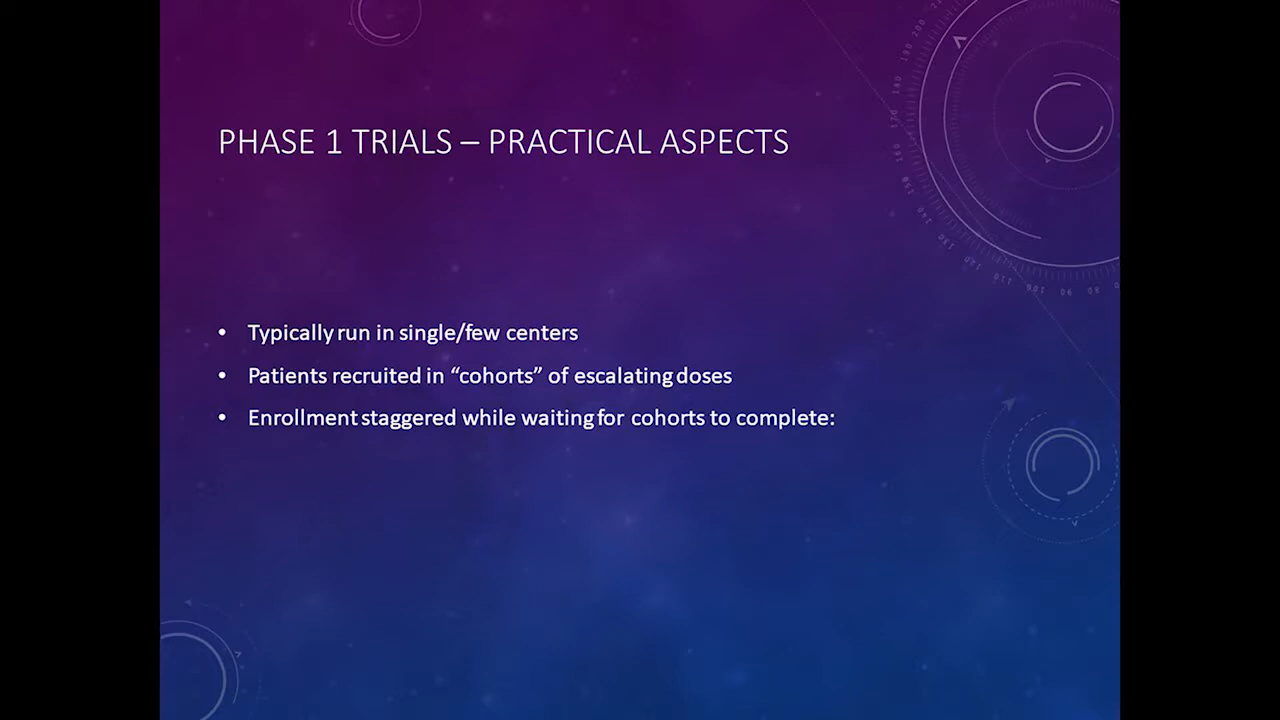 PHASE 1 TRIALS – PRACTICAL ASPECTS
• Typically run in single/few centers
• Patients recruited in “cohorts” of escalating doses
• Enrollment staggered while waiting for cohorts to complete: